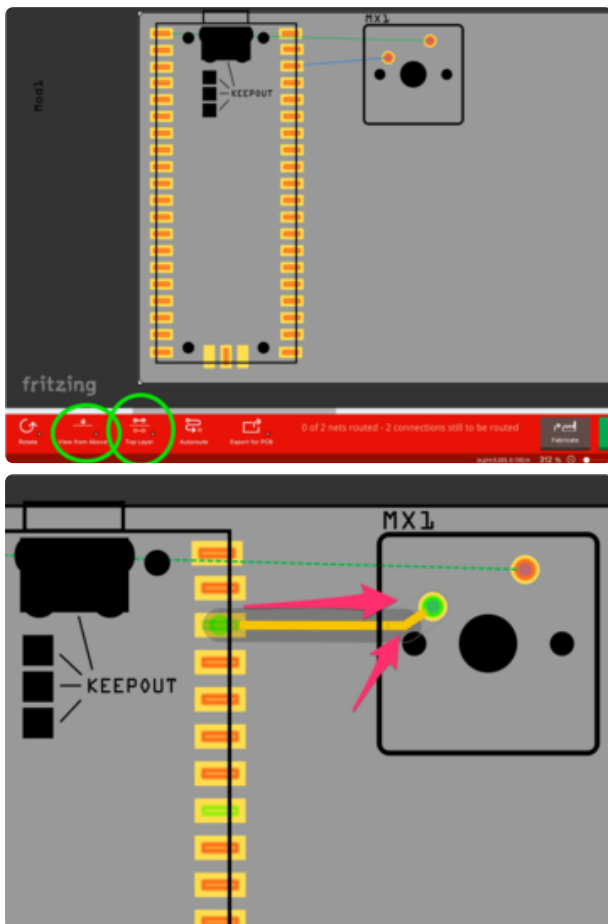 MX1
KEEPOUT
Mod1
fritzing
Rotate
View from Above
Top Layer
Autoroute
Export for PCB
0 of 2 nets routed - 2 connections still to be routed
Fabricate
312 %
MX1
KEEPOUT